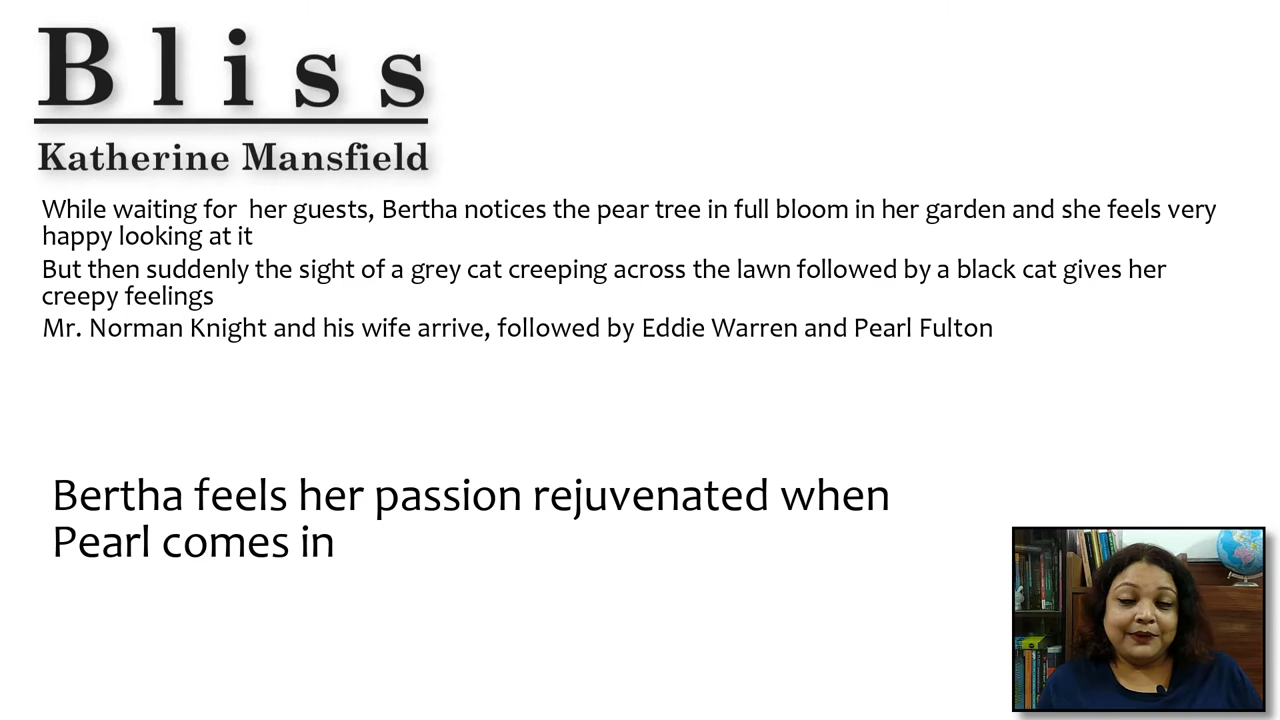 Bliss
Katherine Mansfield
While waiting for her guests, Bertha notices the pear tree in full bloom in her garden and she feels very
happy looking at it
But then suddenly the sight of a grey cat creeping across the lawn followed by a black cat gives her
creepy feelings
Mr. Norman Knight and his wife arrive, followed by Eddie Warren and Pearl Fulton
Bertha feels her passion rejuvenated when
Pearl comes in